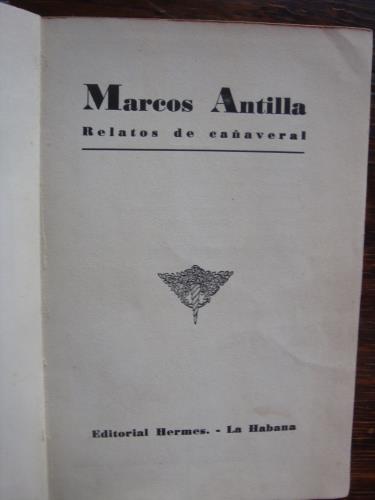 Marcos Antilla
Relatos de cañaveral
Editorial Hermes. - La Habana